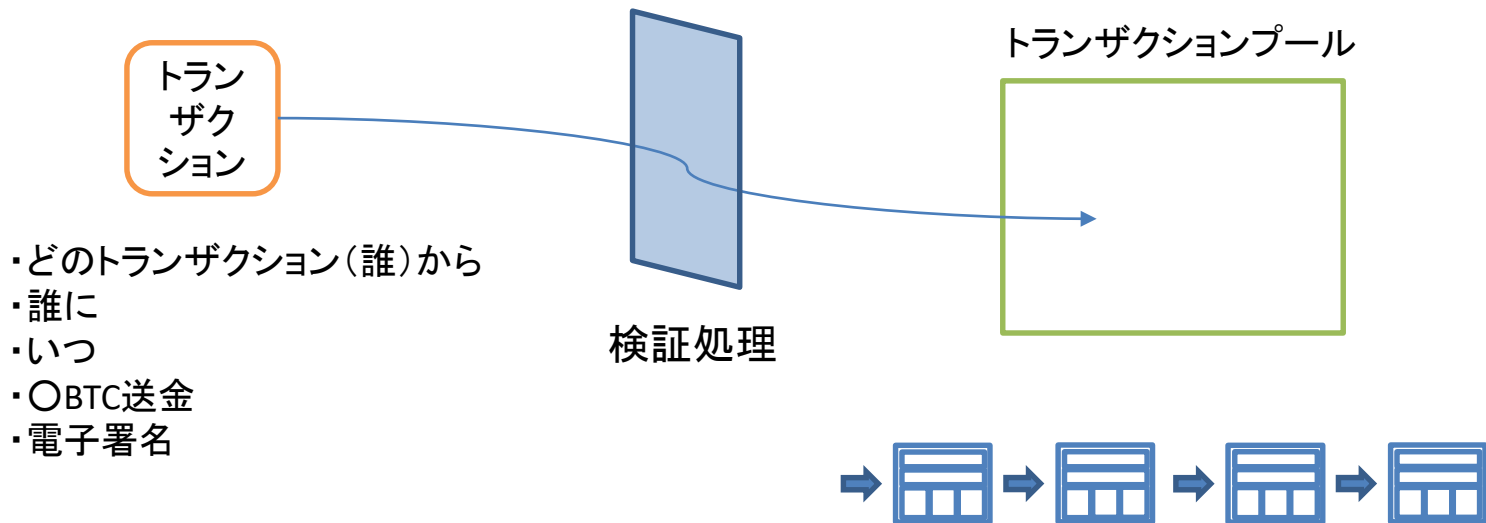 トラン
ザク
ション
トランザクションプール
・どのトランザクション（誰）から
・誰に
・いつ
・〇BTC送金
・電子署名
検証処理